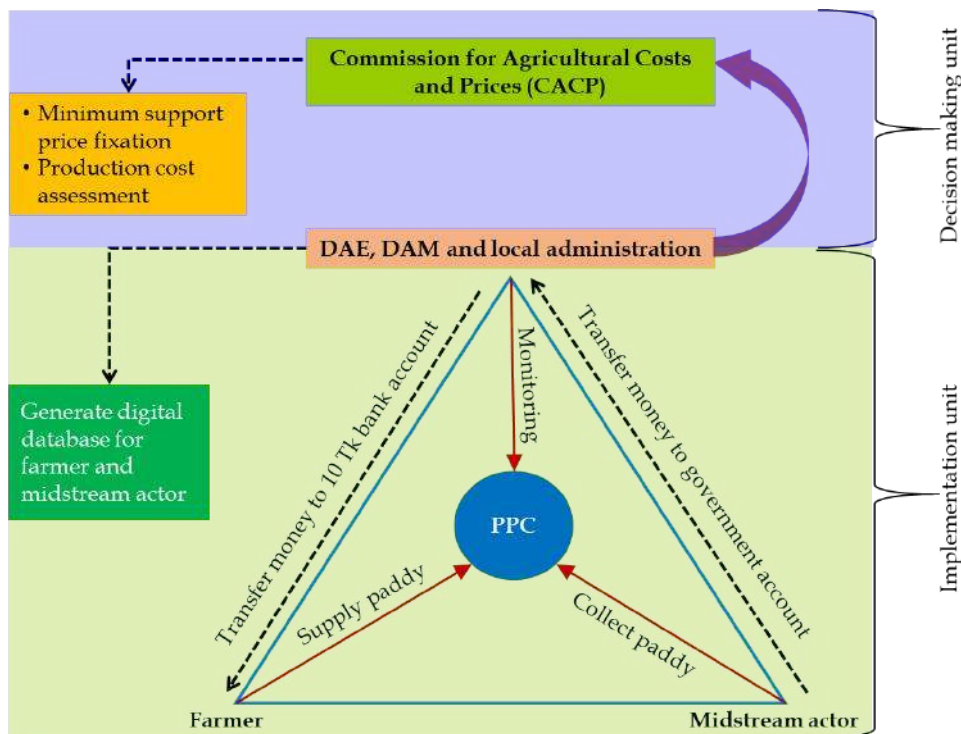 Commission for Agricultural Costs
and Prices (CACP)
• Minimum support
price fixation
• Production cost
assessment
Decision making unit
DAE, DAM and local administration
Generate digital
database for
farmer and
midstream actor
Transfer money to 10 Tk bank account
Monitoring
Transfer money to government account
PPC
Supply paddy
Collect paddy
Implementation unit
Farmer
Midstream actor